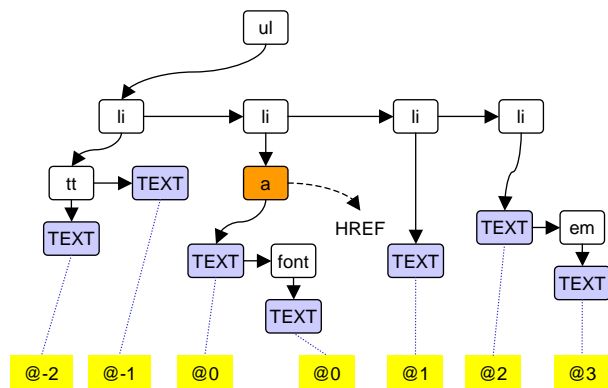 ul
li li li li
tt TEXT a
HREF
TEXT TEXT font TEXT TEXT em
TEXT TEXT
@-2 @-1 @0 @0 @1 @2 @3